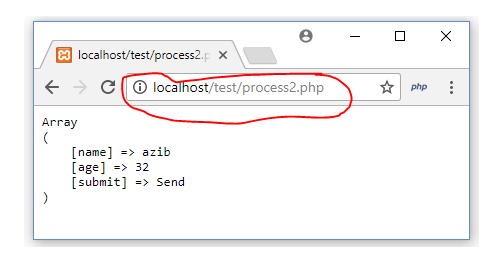 localhost/test/process2.p
localhost/test/process2.php
php
Array
(
[name] => azib
[age] => 32
[submit] => Send
)